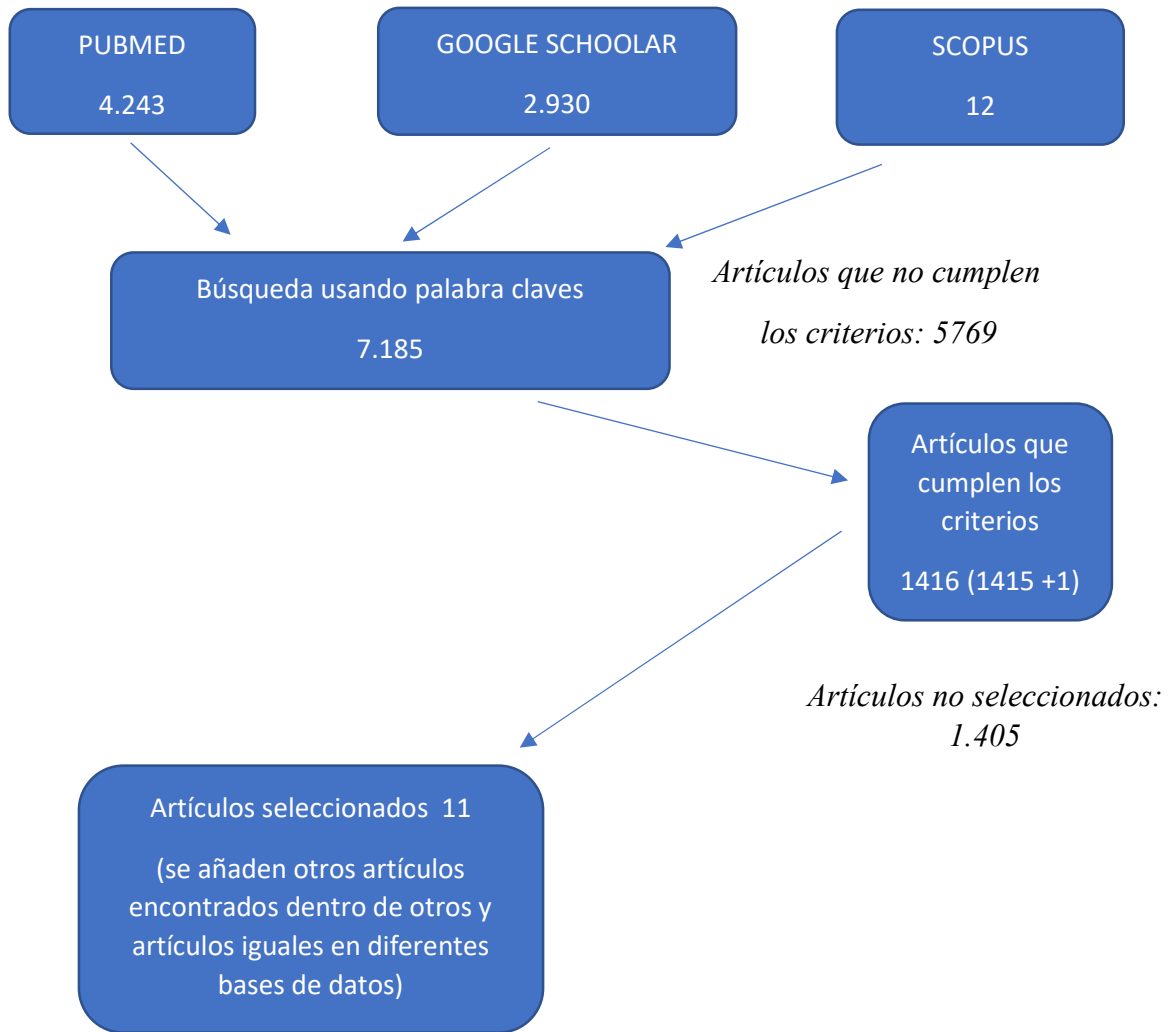 PUBMED
4.243
GOOGLE SCHOOLAR
2.930
SCOPUS
12
Búsqueda usando palabra claves
7.185
Artículos que no cumplen
los criterios: 5769
Artículos que
cumplen los
criterios
1416 (1415 +1)
Artículos no seleccionados:
1.405
Artículos seleccionados 11
(se añaden otros artículos
encontrados dentro de otros y
artículos iguales en diferentes
bases de datos)